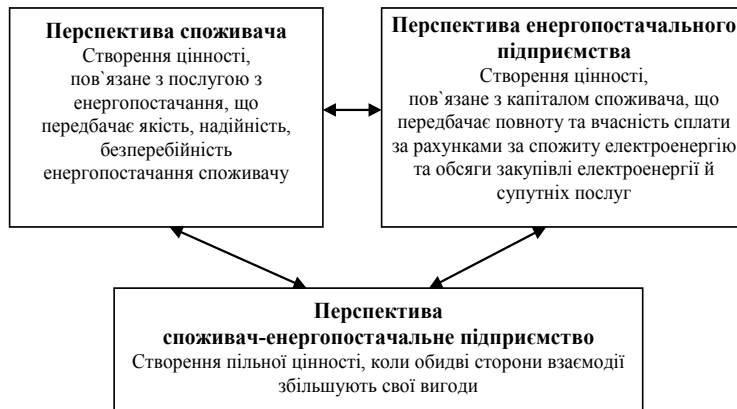 Перспектива споживача
Створення цінності,
пов`язане з послугою з
енергопостачання, що
передбачає якість, надійність,
безперебійність
енергопостачання споживачу
Перспектива енергопостачального
підприємства
Створення цінності,
пов`язане з капіталом споживача, що
передбачає повноту та вчасність сплати
за рахунками за спожиту електроенергію
та обсяги закупівлі електроенергії й
супутніх послуг
Перспектива
споживач-енергопостачальне підприємство
Створення пільної цінності, коли обидві сторони взаємодії
збільшують свої вигоди